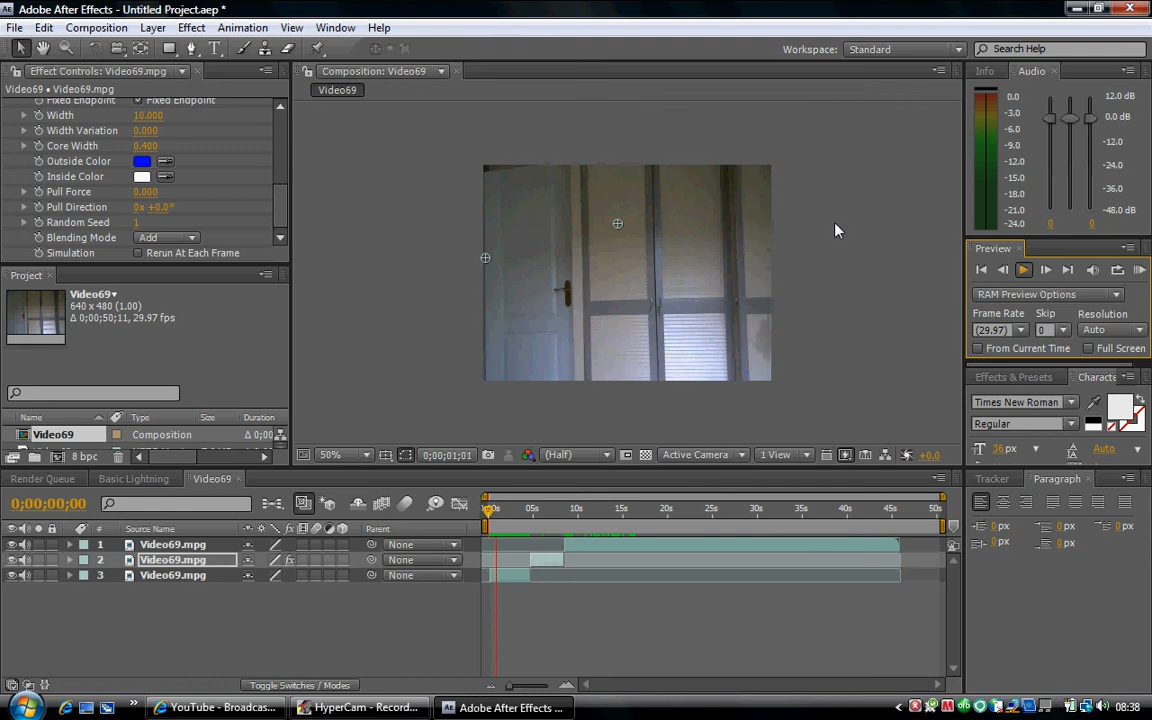 Adobe After Effects - Untitled Project.aep *
File Edit Composition Layer Effect Animation View Window Help
Workspace: Standard Search Help
Effect Controls: Video69.mpg
Composition: Video69
Info Audio
Video69 • Video69.mpg
Video69
Fixed Endpoint Fixed Endpoint
Width 10.000
Width Variation 0.000
Core Width 0.400
Outside Color
Inside Color
Pull Force 0.000
Pull Direction 0x +0.0°
Random Seed 1
Blending Mode Add
Simulation Rerun At Each Frame
0.0
-3.0
-6.0
-9.0
-12.0
-15.0
-18.0
-21.0
-24.0
12.0 dB
0.0 dB
-12.0
-24.0
-36.0
-48.0 dB
0 0
Project
Video69
640 x 480 (1.00)
Δ 0;00;50;11, 29.97 fps
Name Type Size Duration
Video69 Composition Δ 0;00
8 bpc
50% 0;00;01;01 (Half) Active Camera 1 View +0.0
Preview
RAM Preview Options
Frame Rate Skip Resolution
(29.97) 0 Auto
From Current Time Full Screen
Effects & Presets Characte
Times New Roman
Regular
36 px Auto
Render Queue Basic Lightning Video69
0;00;00;00
# Source Name Parent
1 Video69.mpg None
2 Video69.mpg None
3 Video69.mpg None
05s 10s 15s 20s 25s 30s 35s 40s 45s 50s
Toggle Switches / Modes
Tracker Paragraph
0 px 0 px 0 px
0 px 0 px
YouTube - Broadcas... HyperCam - Recor... Adobe After Effects ... 08:38